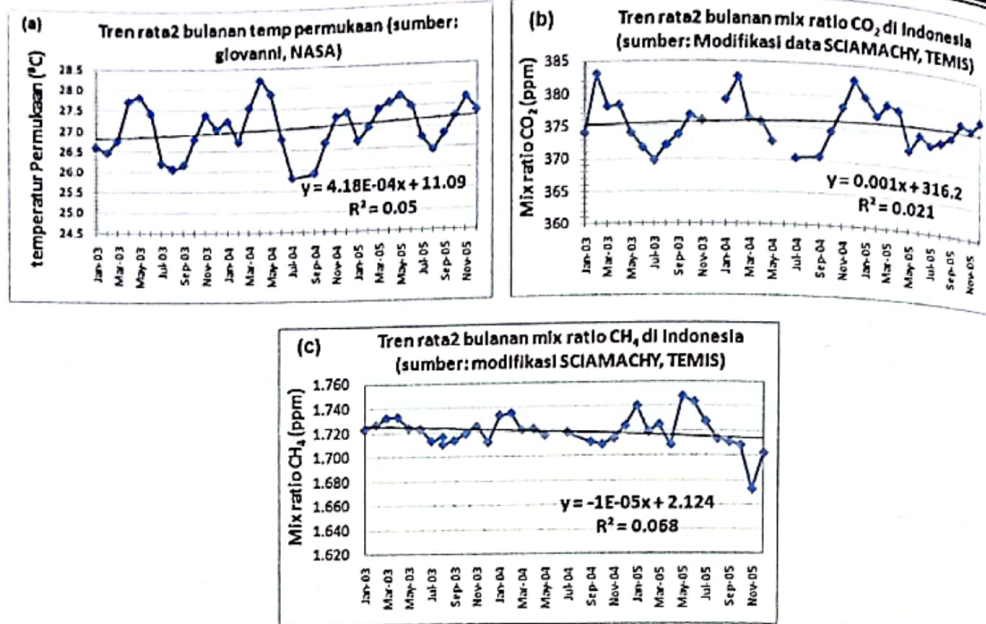 (a)
Tren rata2 bulanan temp permukaan (sumber:
giovanni, NASA)
temperatur Permukaan (°C)
28.5
28.0
27.5
27.0
26.5
26.0
25.5
25.0
24.5
y = 4.18E-04x + 11.09
R² = 0.05
Jan-03
Mar-03
May-03
Jul-03
Sep-03
Nov-03
Jan-04
Mar-04
May-04
Jul-04
Sep-04
Nov-04
Jan-05
Mar-05
May-05
Jul-05
Sep-05
Nov-05
(b)
Tren rata2 bulanan mix ratio CO₂ di Indonesia
(sumber: Modifikasi data SCIAMACHY, TEMIS)
Mix ratio CO₂ (ppm)
385
380
375
370
365
360
y = 0.001x + 316.2
R² = 0.021
Jan-03
Mar-03
May-03
Jul-03
Sep-03
Nov-03
Jan-04
Mar-04
May-04
Jul-04
Sep-04
Nov-04
Jan-05
Mar-05
May-05
Jul-05
Sep-05
Nov-05
(c)
Tren rata2 bulanan mix ratio CH₄ di Indonesia
(sumber: modifikasi SCIAMACHY, TEMIS)
Mix ratio CH₄ (ppm)
1.760
1.740
1.720
1.700
1.680
1.660
1.640
1.620
y = -1E-05x + 2.124
R² = 0.068
Jan-03
Mar-03
May-03
Jul-03
Sep-03
Nov-03
Jan-04
Mar-04
May-04
Jul-04
Sep-04
Nov-04
Jan-05
Mar-05
May-05
Jul-05
Sep-05
Nov-05